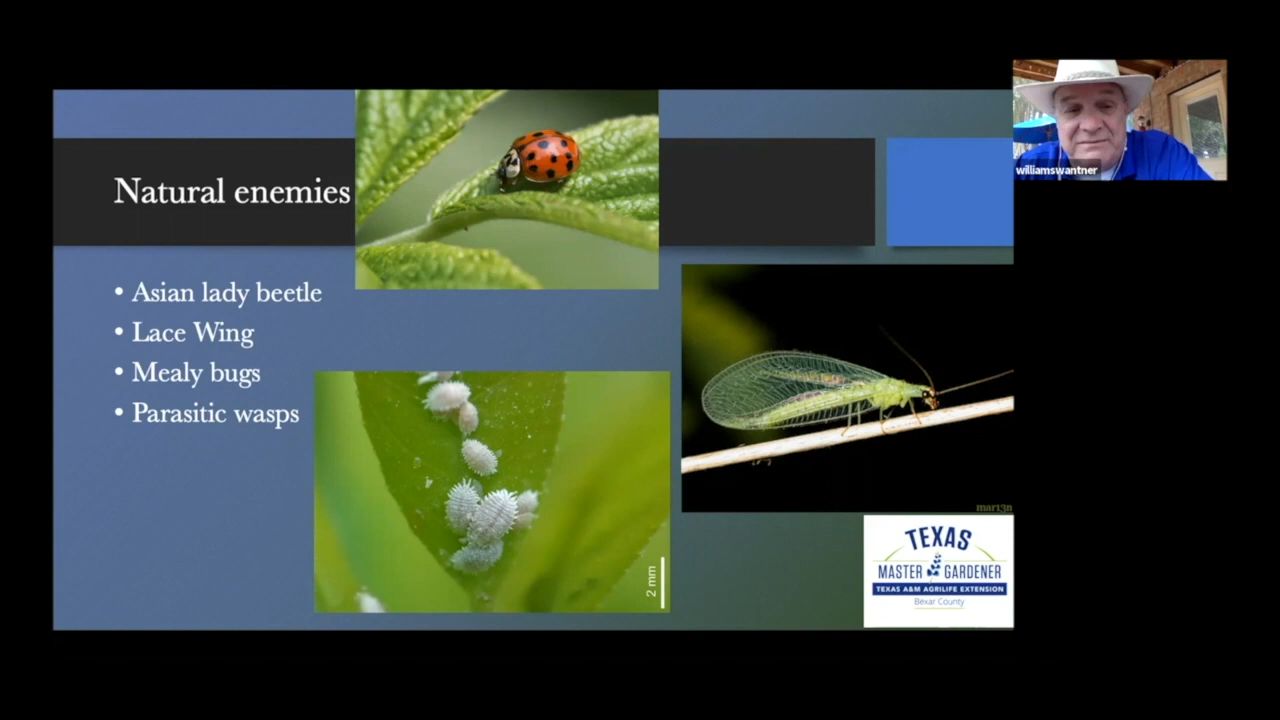 williamswantner
Natural enemies
• Asian lady beetle
• Lace Wing
• Mealy bugs
• Parasitic wasps
2 mm
mar13n
TEXAS
MASTER GARDENER
TEXAS A&M AGRILIFE EXTENSION
Bexar County